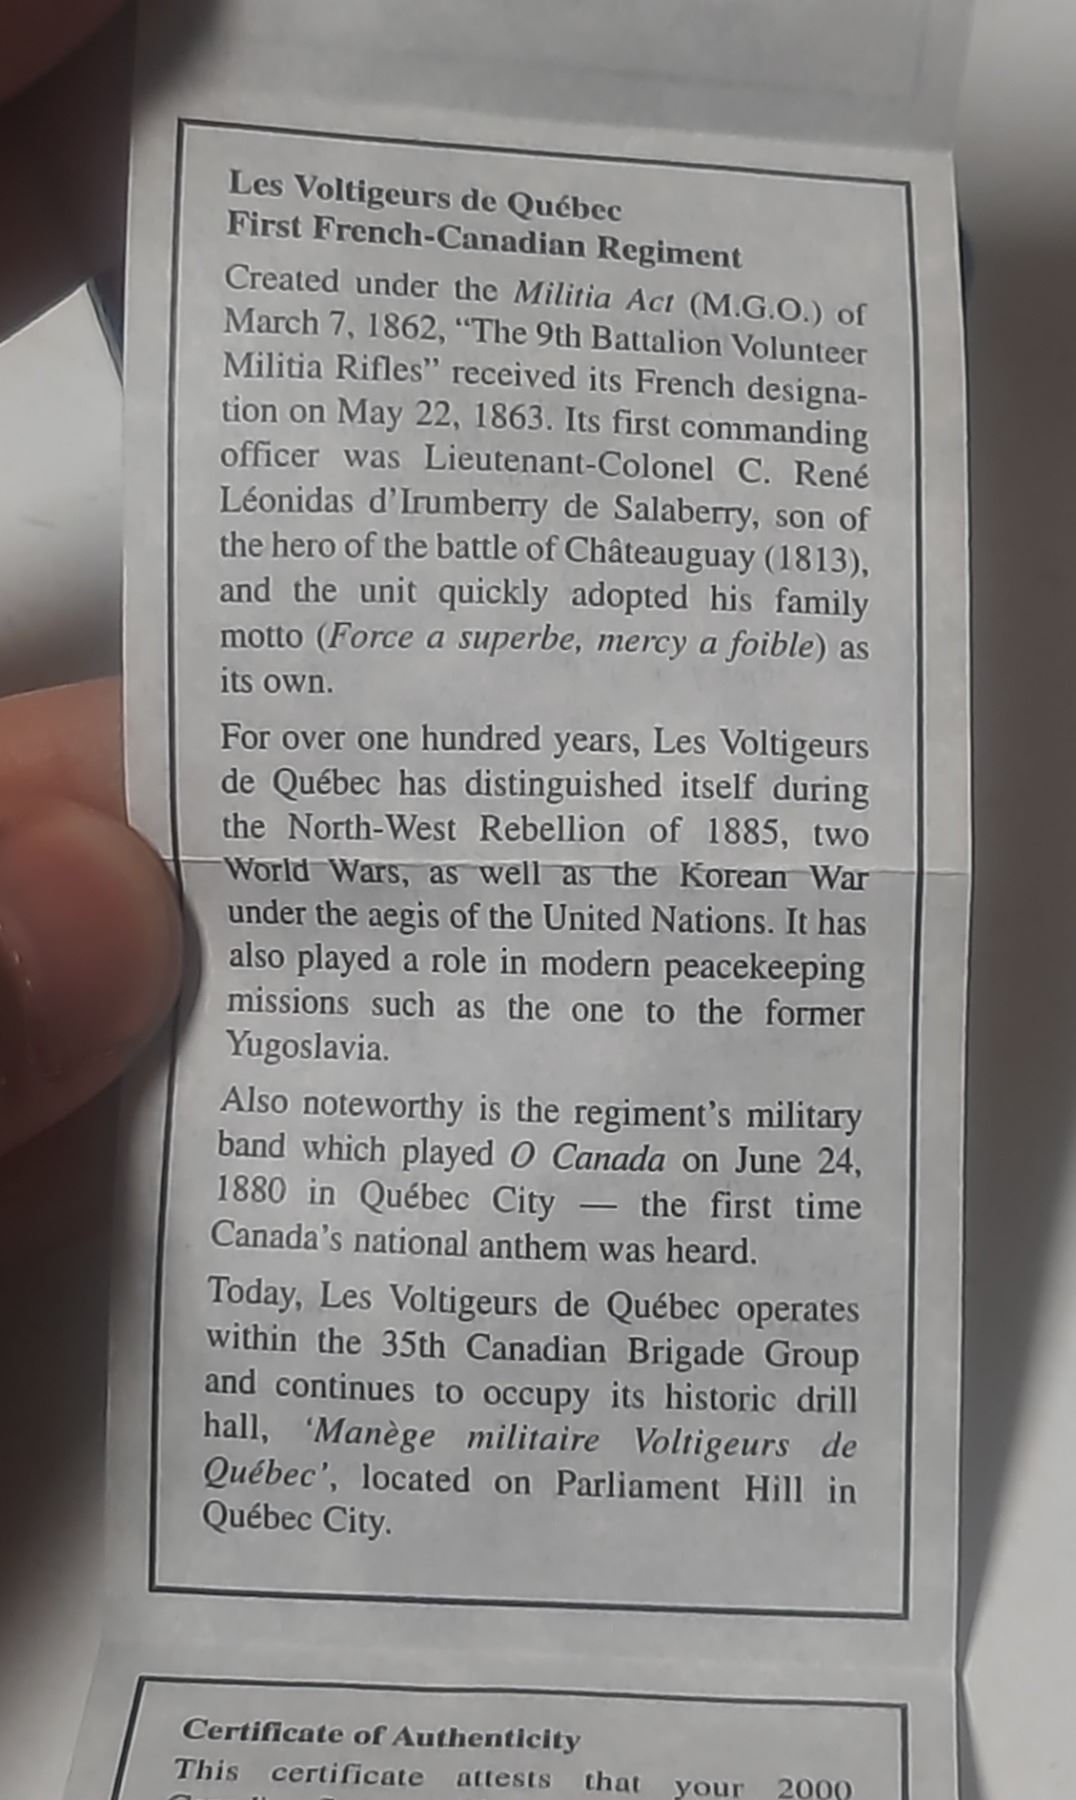 Les Voltigeurs de Québec
First French-Canadian Regiment
Created under the Militia Act (M.G.O.) of
March 7, 1862, “The 9th Battalion Volunteer
Militia Rifles” received its French designa-
tion on May 22, 1863. Its first commanding
officer was Lieutenant-Colonel C. René
Léonidas d’Irumberry de Salaberry, son of
the hero of the battle of Châteauguay (1813),
and the unit quickly adopted his family
motto (Force a superbe, mercy a foible) as
its own.
For over one hundred years, Les Voltigeurs
de Québec has distinguished itself during
the North-West Rebellion of 1885, two
World Wars, as well as the Korean War
under the aegis of the United Nations. It has
also played a role in modern peacekeeping
missions such as the one to the former
Yugoslavia.
Also noteworthy is the regiment’s military
band which played O Canada on June 24,
1880 in Québec City — the first time
Canada’s national anthem was heard.
Today, Les Voltigeurs de Québec operates
within the 35th Canadian Brigade Group
and continues to occupy its historic drill
hall, ‘Manège militaire Voltigeurs de
Québec’, located on Parliament Hill in
Québec City.
Certificate of Authenticity
This certificate attests that your 2000